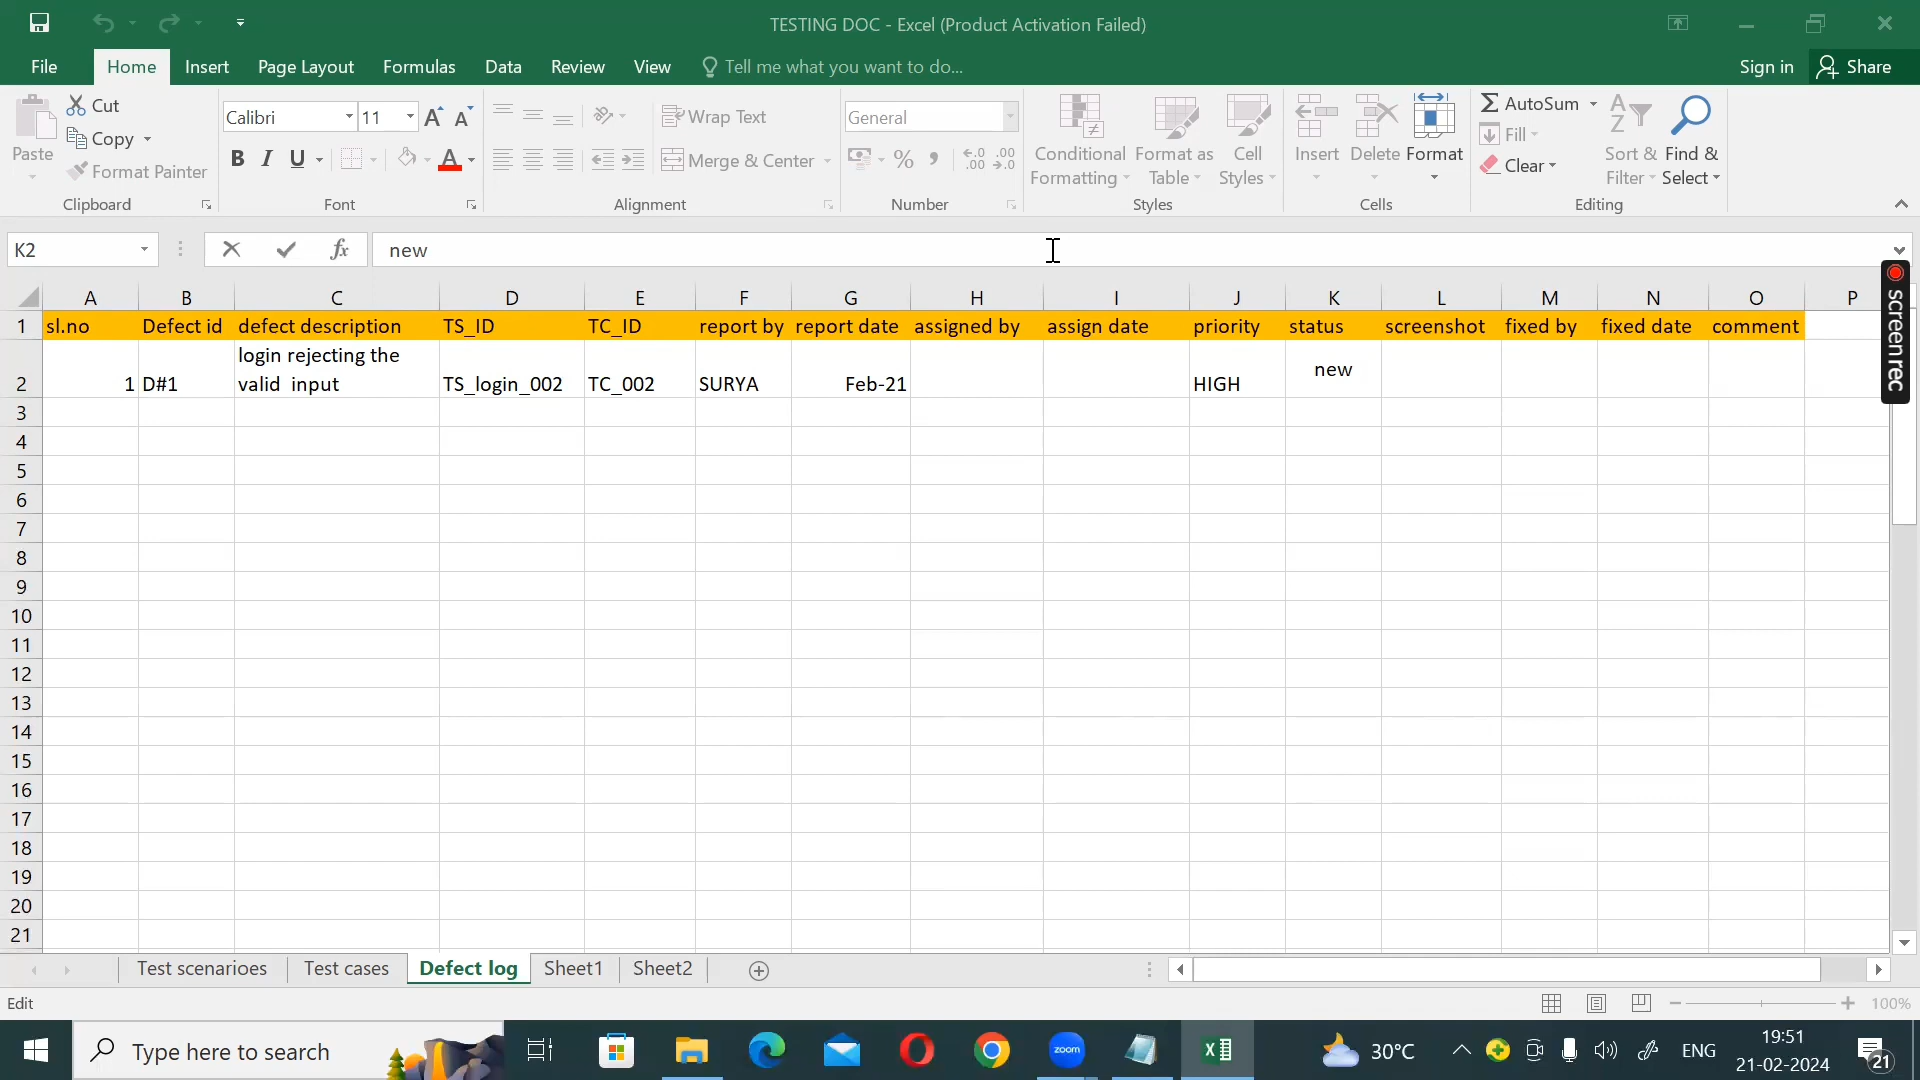 TESTING DOC - Excel (Product Activation Failed)
File Home Insert Page Layout Formulas Data Review View Tell me what you want to do... Sign in Share
Paste
Cut
Copy
Format Painter
Clipboard
Calibri 11
B I U A
Font
Wrap Text
Merge & Center
Alignment
General
% , .00 .00
Number
Conditional Formatting
Format as Table
Cell Styles
Styles
Insert Delete Format
Cells
AutoSum
Fill
Clear
Sort & Filter
Find & Select
Editing
K2 fx new
A B C D E F G H I J K L M N O P
1 sl.no Defect id defect description TS_ID TC_ID report by report date assigned by assign date priority status screenshot fixed by fixed date comment
login rejecting the
2 1 D#1 valid input TS_login_002 TC_002 SURYA Feb-21 HIGH new
3
4
5
6
7
8
9
10
11
12
13
14
15
16
17
18
19
20
21
screenrec
Test scenarioes Test cases Defect log Sheet1 Sheet2
Edit 100%
Type here to search zoom 30°C ENG 19:51
21-02-2024 21